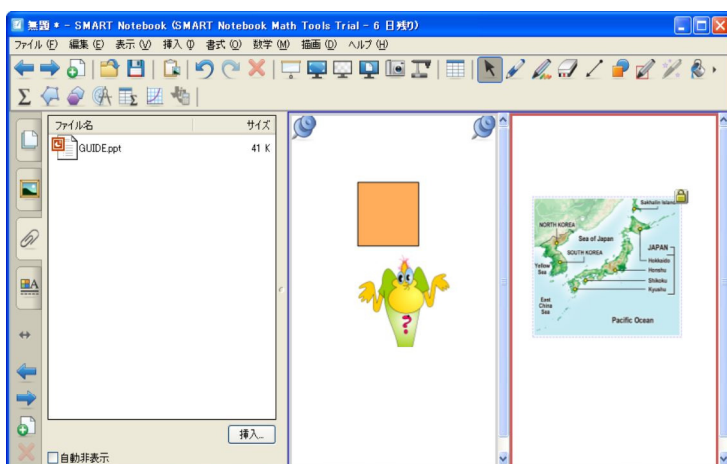 無題 * - SMART Notebook (SMART Notebook Math Tools Trial - 6 日残り)
ファイル(F) 編集(E) 表示(V) 挿入(I) 書式(O) 数学(M) 描画(D) ヘルプ(H)
ファイル名 サイズ
GUIDE.ppt 41 K
挿入...
自動非表示
?
Sakhalin Island
NORTH KOREA
Sea of Japan
JAPAN
SOUTH KOREA
Hokkaido
Yellow Sea
Honshu
Shikoku
Kyushu
East China Sea
Pacific Ocean